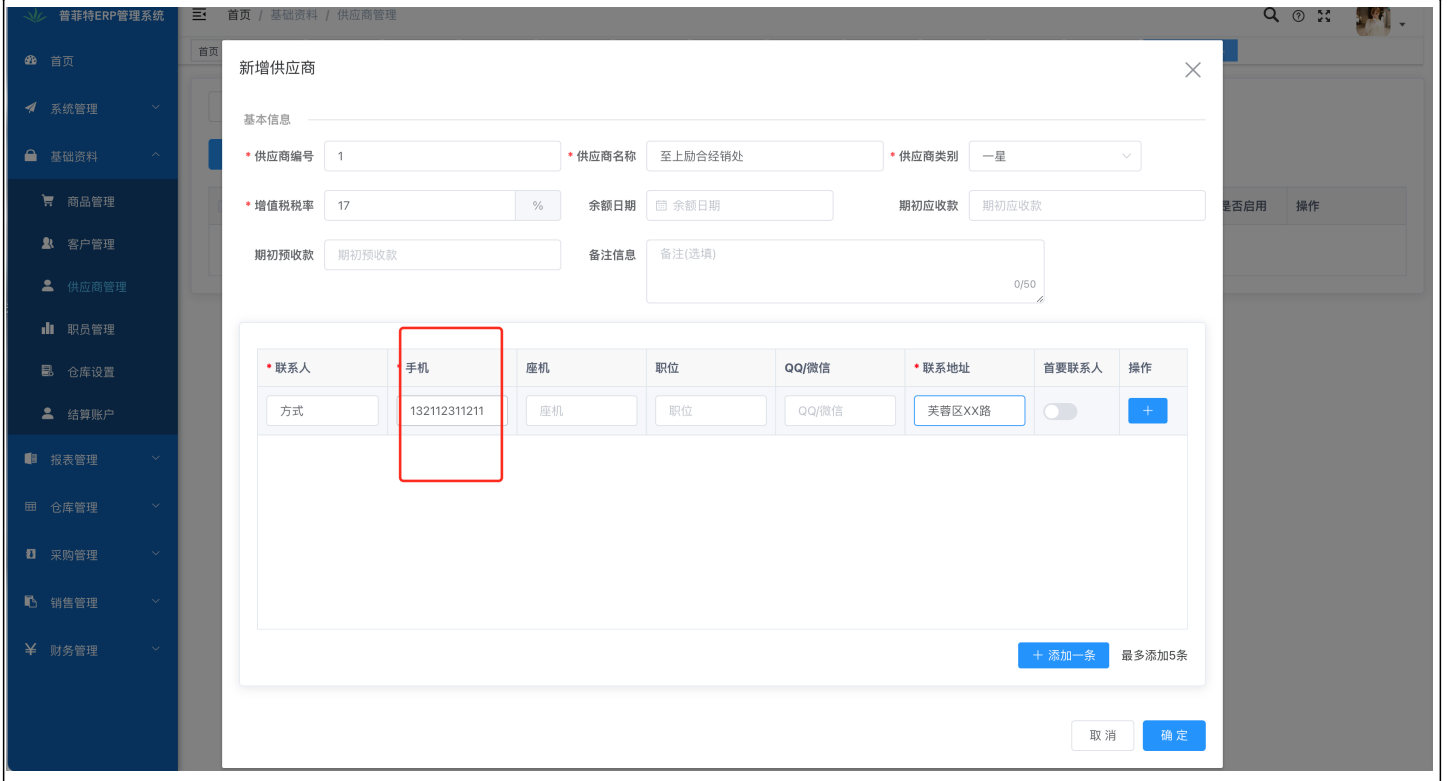 普菲特ERP管理系统
首页 / 基础资料 / 供应商管理
首页
首页
系统管理
基础资料
商品管理
客户管理
供应商管理
职员管理
仓库设置
结算账户
报表管理
仓库管理
采购管理
销售管理
财务管理
是否启用 操作
新增供应商
基本信息
* 供应商编号 1 * 供应商名称 至上励合经销处 * 供应商类别 一星
* 增值税税率 17 % 余额日期 余额日期 期初应收款 期初应收款
期初预收款 期初预收款 备注信息 备注(选填)
0/50
* 联系人 * 手机 座机 职位 QQ/微信 * 联系地址 首要联系人 操作
方式 132112311211 座机 职位 QQ/微信 芙蓉区XX路 +
+ 添加一条 最多添加5条
取 消 确 定